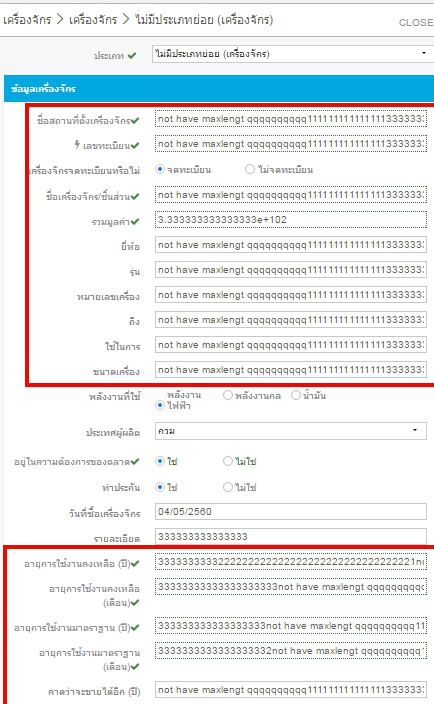 เครื่องจักร > เครื่องจักร > ไม่มีประเภทย่อย (เครื่องจักร)
CLOSE
ประเภท ✔ ไม่มีประเภทย่อย (เครื่องจักร)
ข้อมูลเครื่องจักร
ชื่อสถานที่ตั้งเครื่องจักร✔ not have maxlengt qqqqqqqqqq1111111111111111333333
เลขทะเบียน✔ not have maxlengt qqqqqqqqqq1111111111111111333333
เครื่องจักรจดทะเบียนหรือไม่ จดทะเบียน ไม่จดทะเบียน
ชื่อเครื่องจักร/ชิ้นส่วน✔ not have maxlengt qqqqqqqqqq1111111111111111333333
รวมมูลค่า✔ 3.333333333333333e+102
ยี่ห้อ not have maxlengt qqqqqqqqqq1111111111111111333333
รุ่น not have maxlengt qqqqqqqqqq1111111111111111333333
หมายเลขเครื่อง not have maxlengt qqqqqqqqqq1111111111111111333333
ถึง not have maxlengt qqqqqqqqqq1111111111111111333333
ใช้ในการ not have maxlengt qqqqqqqqqq1111111111111111333333
ขนาดเครื่อง not have maxlengt qqqqqqqqqq1111111111111111333333
พลังงานที่ใช้ พลังงานไฟฟ้า พลังงานกล น้ำมัน
ประเทศผู้ผลิต กวม
อยู่ในความต้องการของตลาด✔ ใช่ ไม่ใช่
ทำประกัน ใช่ ไม่ใช่
วันที่ซื้อเครื่องจักร 04/05/2560
รายละเอียด 333333333333333
อายุการใช้งานคงเหลือ (ปี)✔ 33333333332222222222222222222222222222222222221no
อายุการใช้งานคงเหลือ
(เดือน)✔ 33333333333333333333not have maxlengt qqqqqqqqqq
อายุการใช้งานมาตราฐาน (ปี)✔ 333333333333333333not have maxlengt qqqqqqqqqq11
อายุการใช้งานมาตราฐาน
(เดือน)✔ 3333333333333333332not have maxlengt qqqqqqqqqq1
คาดว่าจะขายได้อีก (ปี) not have maxlengt qqqqqqqqqq1111111111111111333333